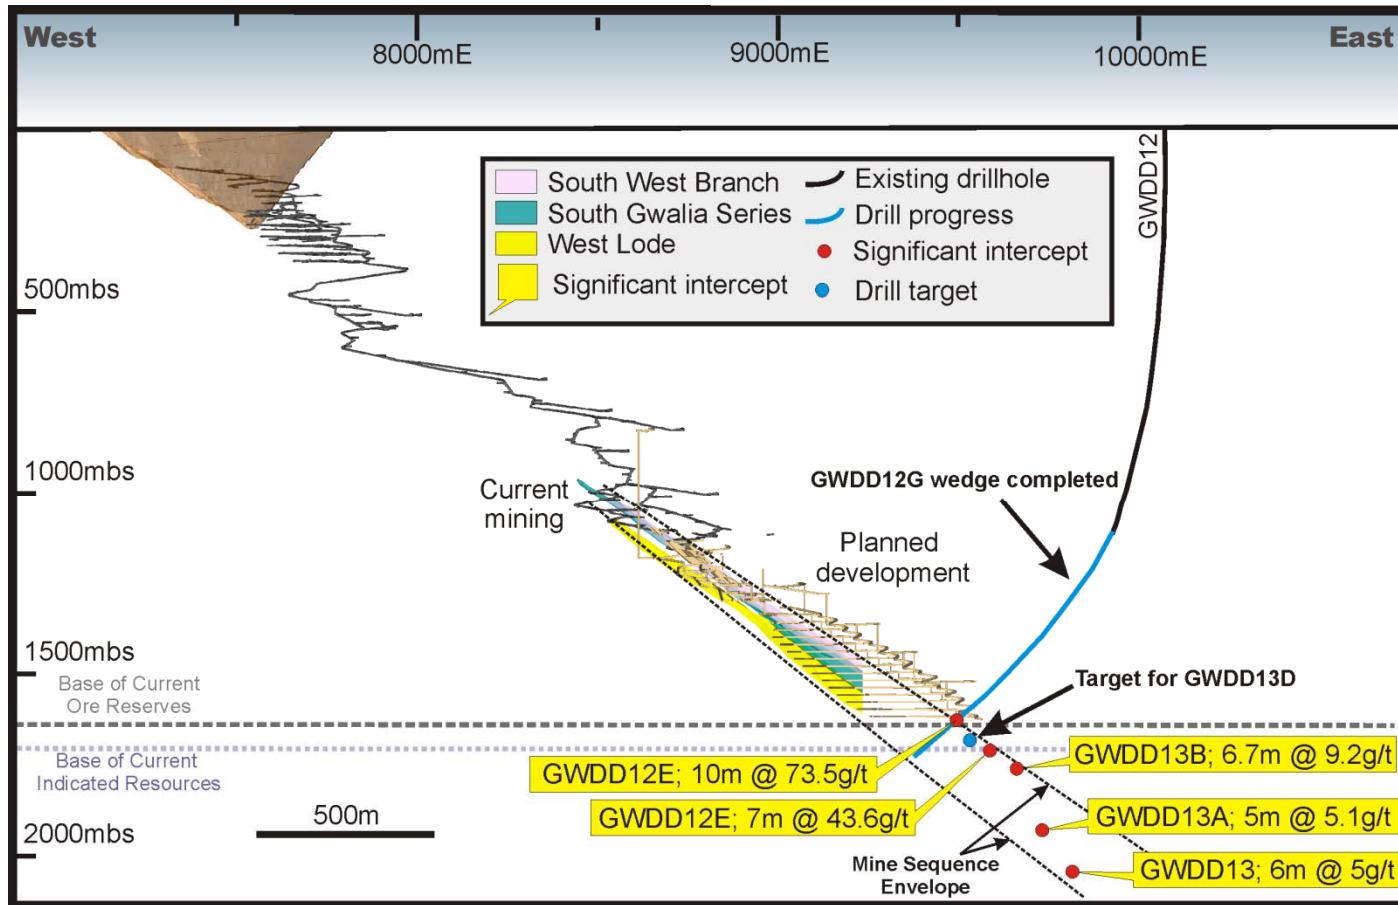 West
East
8000mE
9000mE
10000mE
GWDD12
South West Branch
South Gwalia Series
West Lode
Significant intercept
Existing drillhole
Drill progress
Significant intercept
Drill target
500mbs
1000mbs
1500mbs
2000mbs
Current
mining
GWDD12G wedge completed
Planned
development
Base of Current
Ore Reserves
Target for GWDD13D
Base of Current
Indicated Resources
GWDD12E; 10m @ 73.5g/t
GWDD13B; 6.7m @ 9.2g/t
GWDD12E; 7m @ 43.6g/t
GWDD13A; 5m @ 5.1g/t
500m
Mine Sequence
Envelope
GWDD13; 6m @ 5g/t